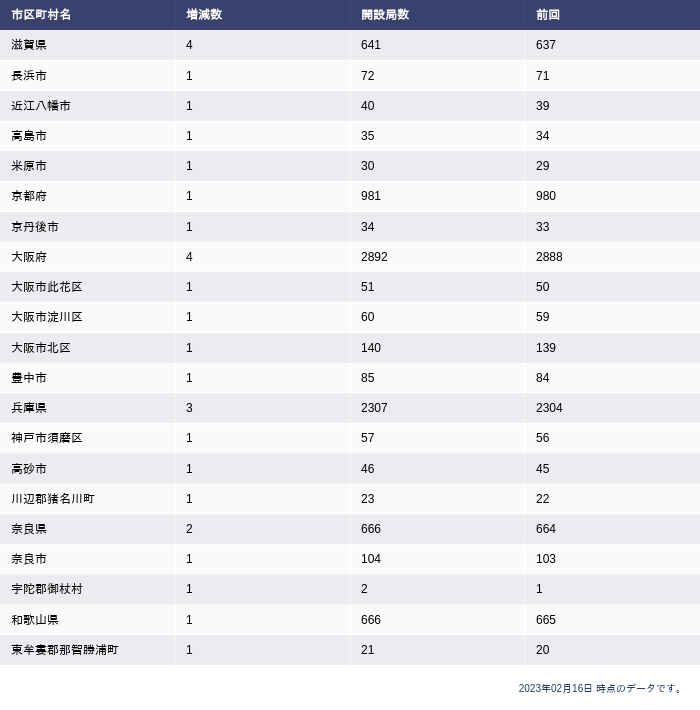 市区町村名 増減数 開設局数 前回
滋賀県 4 641 637
長浜市 1 72 71
近江八幡市 1 40 39
高島市 1 35 34
米原市 1 30 29
京都府 1 981 980
京丹後市 1 34 33
大阪府 4 2892 2888
大阪市此花区 1 51 50
大阪市淀川区 1 60 59
大阪市北区 1 140 139
豊中市 1 85 84
兵庫県 3 2307 2304
神戸市須磨区 1 57 56
高砂市 1 46 45
川辺郡猪名川町 1 23 22
奈良県 2 666 664
奈良市 1 104 103
宇陀郡御杖村 1 2 1
和歌山県 1 666 665
東牟婁郡那智勝浦町 1 21 20
2023年02月16日 時点のデータです。